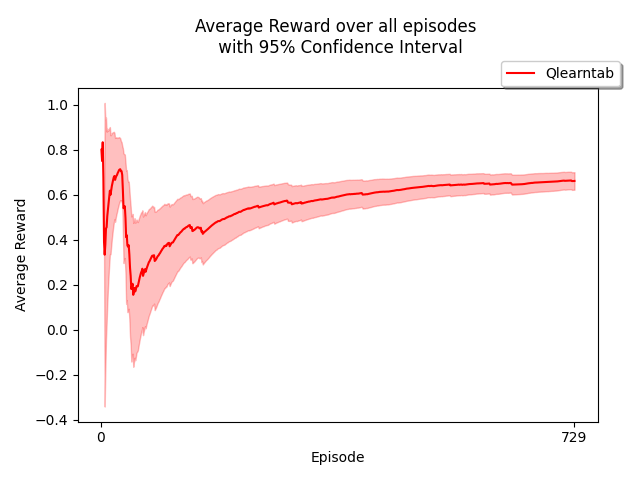 Average Reward over all episodes
with 95% Confidence Interval
Qlearntab
1.0
0.8
0.6
0.4
0.2
0.0
−0.2
−0.4
Average Reward
0
729
Episode